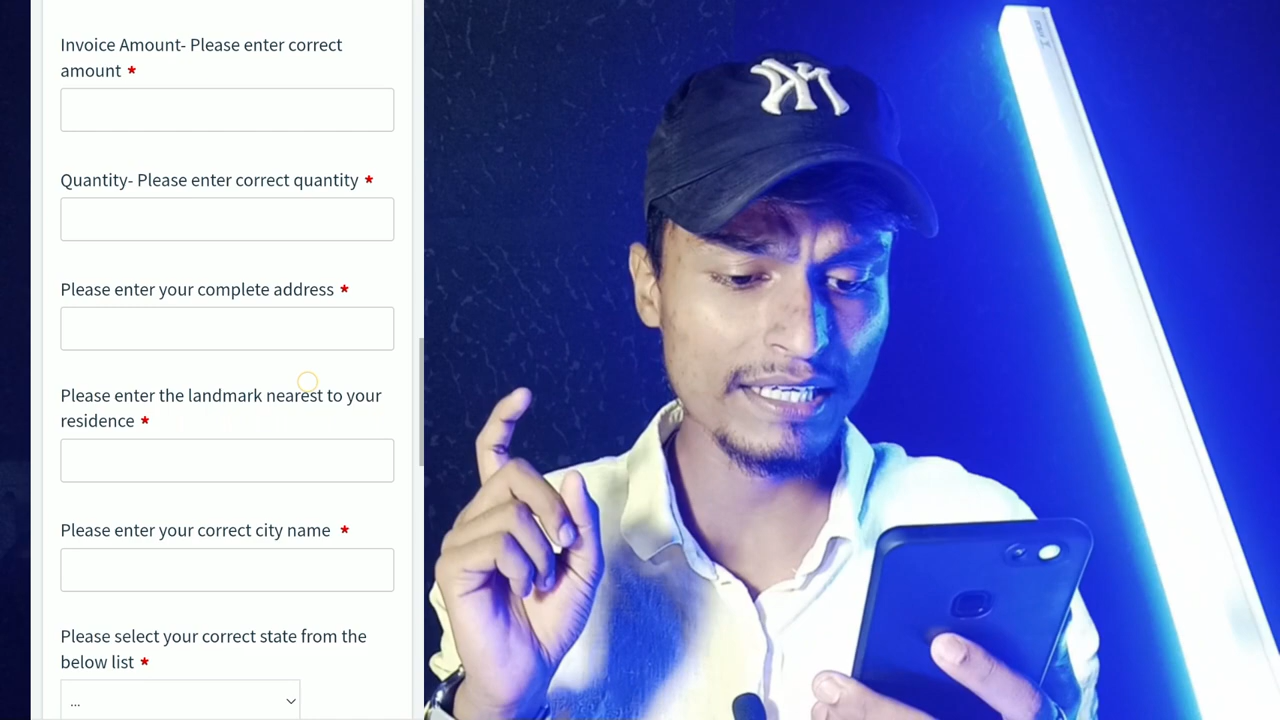 Invoice Amount- Please enter correct
amount *
Quantity- Please enter correct quantity *
Please enter your complete address *
Please enter the landmark nearest to your
residence *
Please enter your correct city name *
Please select your correct state from the
below list *
...